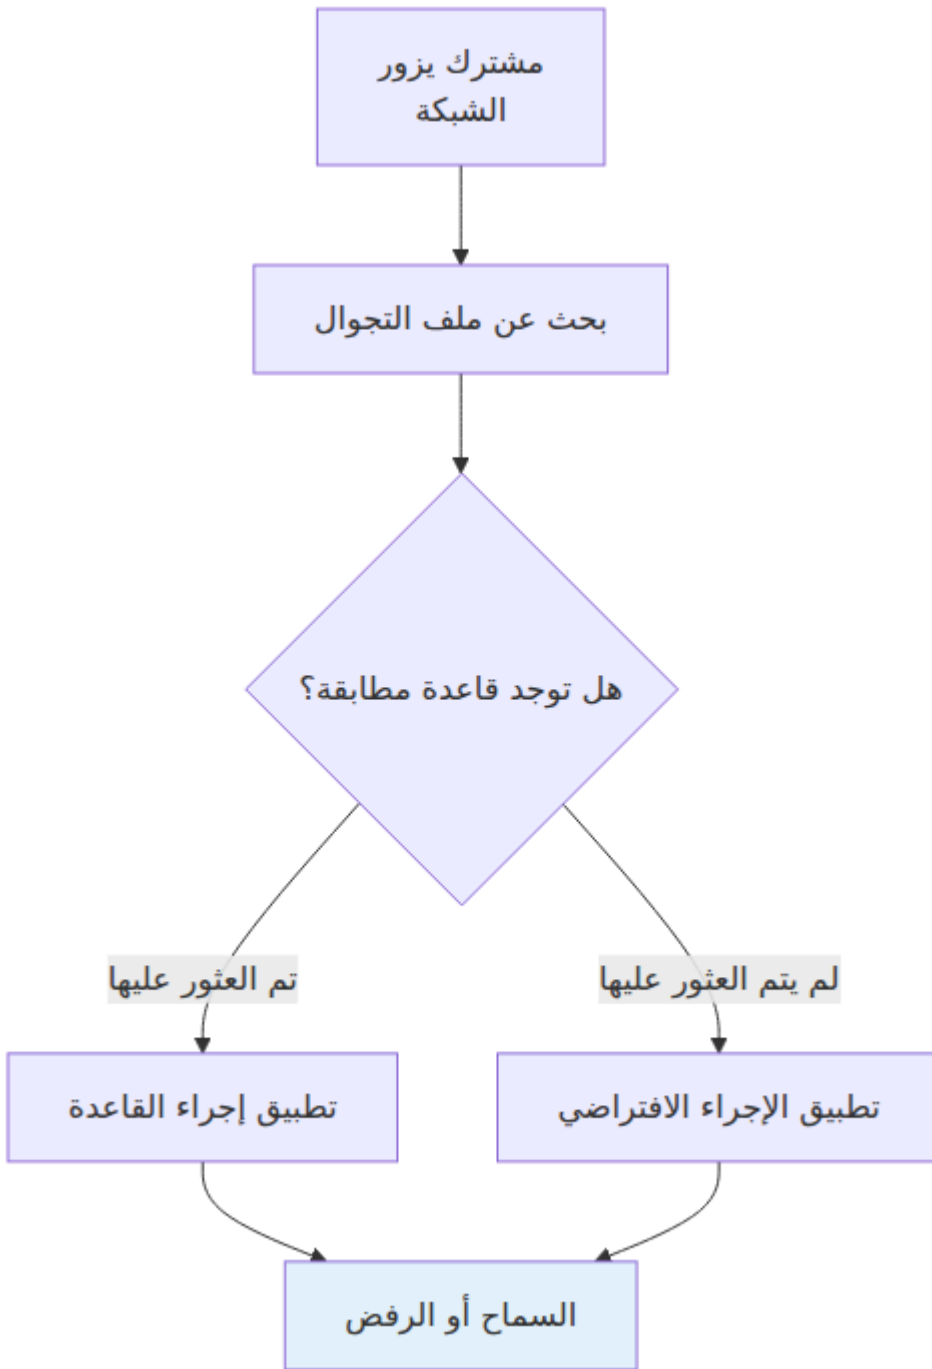 مشترك يزور
الشبكة
بحث عن ملف التجوال
هل توجد قاعدة مطابقة؟
لم يتم العثور عليها
تم العثور عليها
تطبيق الإجراء الافتراضي
تطبيق إجراء القاعدة
السماح أو الرفض